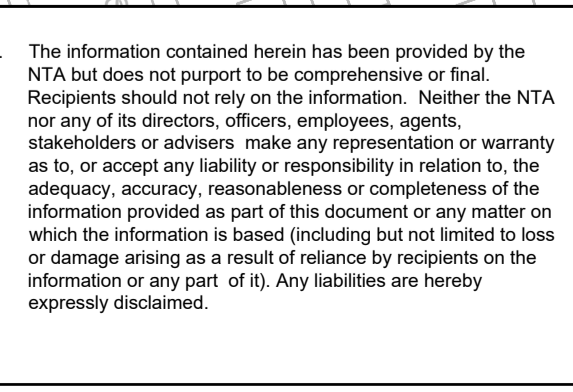 . The information contained herein has been provided by the
NTA but does not purport to be comprehensive or final.
Recipients should not rely on the information.  Neither the NTA
nor any of its directors, officers, employees, agents,
stakeholders or advisers  make any representation or warranty
as to, or accept any liability or responsibility in relation to, the
adequacy, accuracy, reasonableness or completeness of the
information provided as part of this document or any matter on
which the information is based (including but not limited to loss
or damage arising as a result of reliance by recipients on the
information or any part  of it). Any liabilities are hereby
expressly disclaimed.